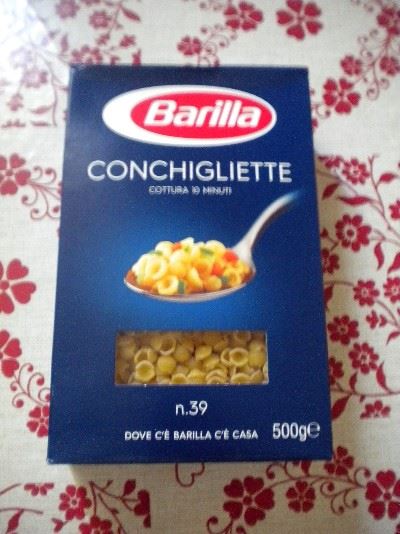 Barilla
CONCHIGLIETTE
COTTURA 10 MINUTI
n.39
DOVE C'È BARILLA C'È CASA 500g℮